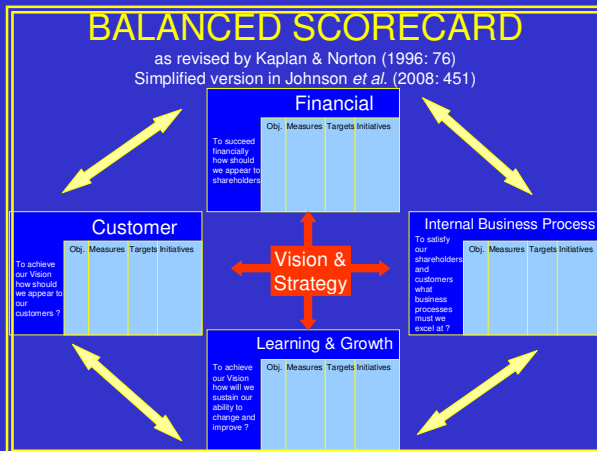 BALANCED SCORECARD
as revised by Kaplan & Norton (1996: 76)
Simplified version in Johnson et al. (2008: 451)
Financial
Obj. Measures Targets Initiatives
To succeed
financially
how should
we appear to
shareholders
Customer
Obj. Measures Targets Initiatives
To achieve
our Vision
how should
we appear to
our
customers ?
Vision &
Strategy
Internal Business Process
Obj. Measures Targets Initiatives
To satisfy
our
shareholders
and
customers
what
business
processes
must we
excel at ?
Learning & Growth
Obj. Measures Targets Initiatives
To achieve
our Vision
how will we
sustain our
ability to
change and
improve ?